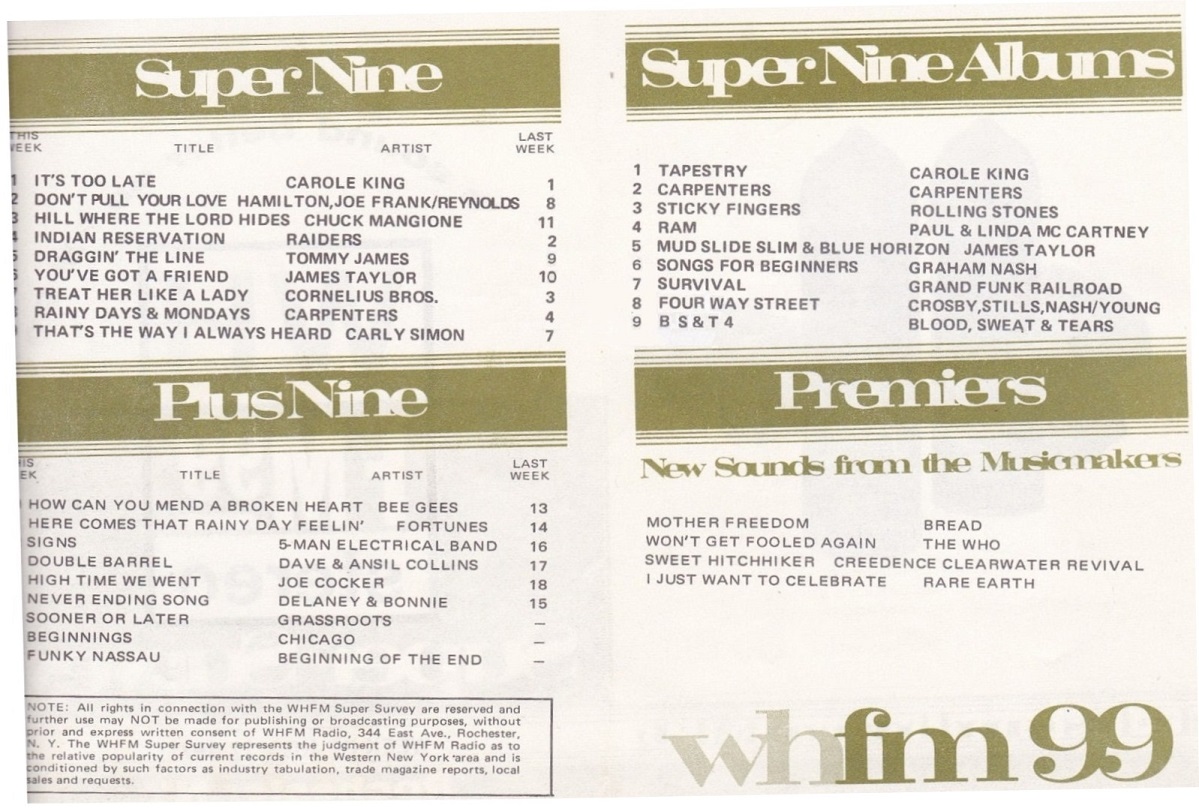 Super Nine
THIS WEEK TITLE ARTIST LAST WEEK
1 IT'S TOO LATE CAROLE KING 1
2 DON'T PULL YOUR LOVE HAMILTON,JOE FRANK/REYNOLDS 8
3 HILL WHERE THE LORD HIDES CHUCK MANGIONE 11
4 INDIAN RESERVATION RAIDERS 2
5 DRAGGIN' THE LINE TOMMY JAMES 9
6 YOU'VE GOT A FRIEND JAMES TAYLOR 10
7 TREAT HER LIKE A LADY CORNELIUS BROS. 3
RAINY DAYS & MONDAYS CARPENTERS 4
THAT'S THE WAY I ALWAYS HEARD CARLY SIMON 7
Plus Nine
TITLE ARTIST LAST WEEK
HOW CAN YOU MEND A BROKEN HEART BEE GEES 13
HERE COMES THAT RAINY DAY FEELIN' FORTUNES 14
SIGNS 5-MAN ELECTRICAL BAND 16
DOUBLE BARREL DAVE & ANSIL COLLINS 17
HIGH TIME WE WENT JOE COCKER 18
NEVER ENDING SONG DELANEY & BONNIE 15
SOONER OR LATER GRASSROOTS –
BEGINNINGS CHICAGO –
FUNKY NASSAU BEGINNING OF THE END –
NOTE: All rights in connection with the WHFM Super Survey are reserved and
further use may NOT be made for publishing or broadcasting purposes, without
prior and express written consent of WHFM Radio, 344 East Ave., Rochester,
N. Y. The WHFM Super Survey represents the judgment of WHFM Radio as to
the relative popularity of current records in the Western New York area and is
conditioned by such factors as industry tabulation, trade magazine reports, local
sales and requests.
Super Nine Albums
1 TAPESTRY CAROLE KING
2 CARPENTERS CARPENTERS
3 STICKY FINGERS ROLLING STONES
4 RAM PAUL & LINDA MC CARTNEY
5 MUD SLIDE SLIM & BLUE HORIZON JAMES TAYLOR
6 SONGS FOR BEGINNERS GRAHAM NASH
7 SURVIVAL GRAND FUNK RAILROAD
8 FOUR WAY STREET CROSBY,STILLS,NASH/YOUNG
9 B S & T 4 BLOOD, SWEAT & TEARS
Premiers
New Sounds from the Musicmakers
MOTHER FREEDOM BREAD
WON'T GET FOOLED AGAIN THE WHO
SWEET HITCHHIKER CREEDENCE CLEARWATER REVIVAL
I JUST WANT TO CELEBRATE RARE EARTH
whfm 99